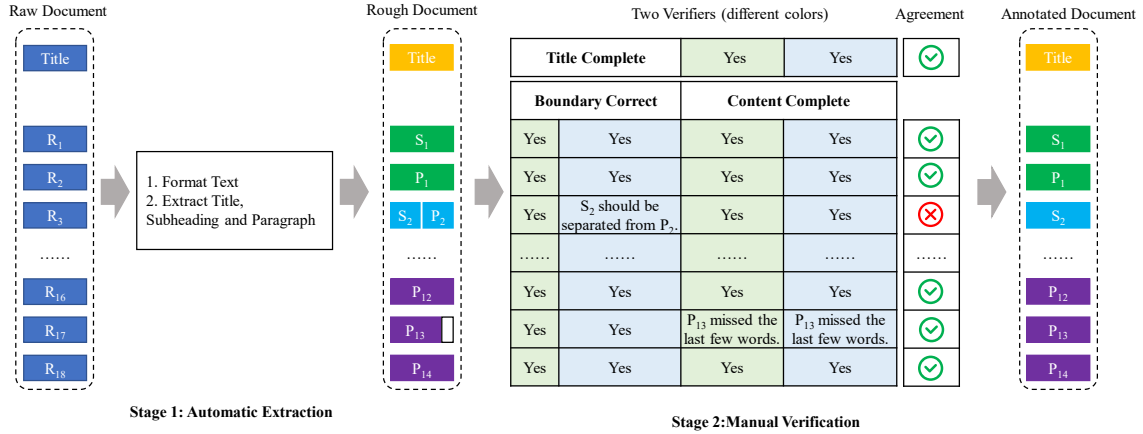 Raw Document
Rough Document
Two Verifiers (different colors)
Agreement
Annotated Document
Title
Title
Title Complete
Yes
Yes
Title
Boundary Correct
Content Complete
R1
1. Format Text
2. Extract Title,
Subheading and Paragraph
S1
Yes
Yes
Yes
Yes
S1
R2
P1
Yes
Yes
Yes
Yes
P1
R3
S2
P2
Yes
S2 should be
separated from P2.
Yes
Yes
S2
......
......
......
......
......
......
......
......
R16
P12
Yes
Yes
Yes
Yes
P12
R17
P13
Yes
Yes
P13 missed the
last few words.
P13 missed the
last few words.
P13
R18
P14
Yes
Yes
Yes
Yes
P14
Stage 1: Automatic Extraction
Stage 2:Manual Verification